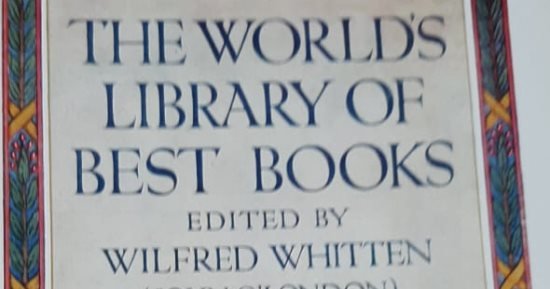 THE WORLD'S
LIBRARY OF
BEST BOOKS
EDITED BY
WILFRED WHITTEN